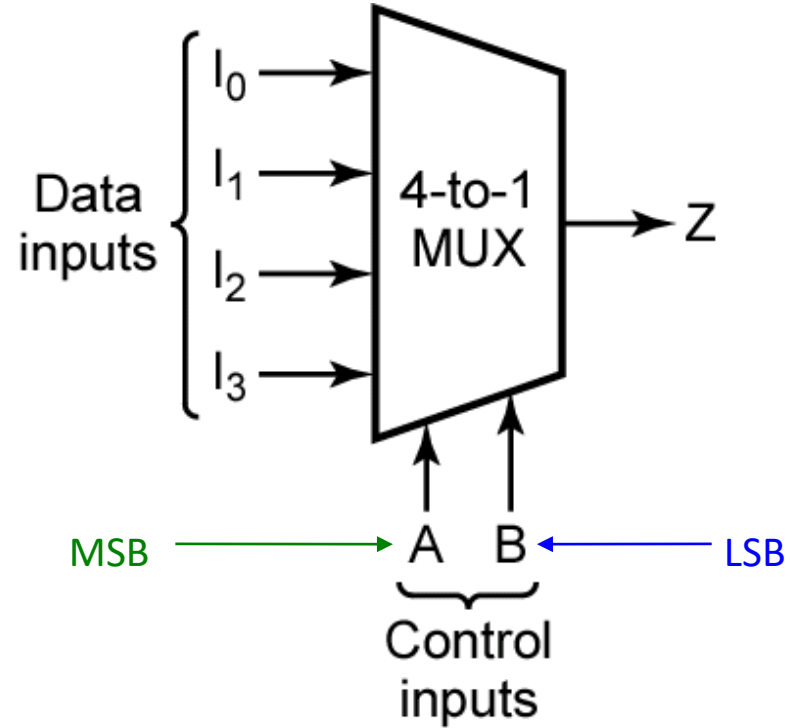 I0
I1
Data
inputs
I2
I3
4-to-1
MUX
Z
MSB
A
B
LSB
Control
inputs